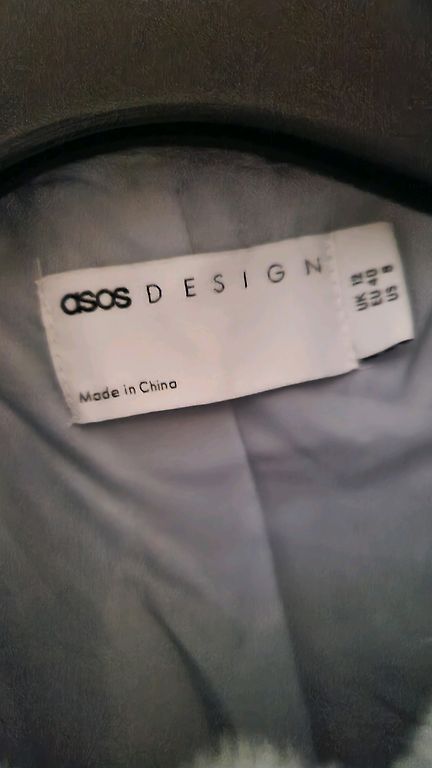 asos DESIGN
Made in China
UK 12
EU 40
US 8